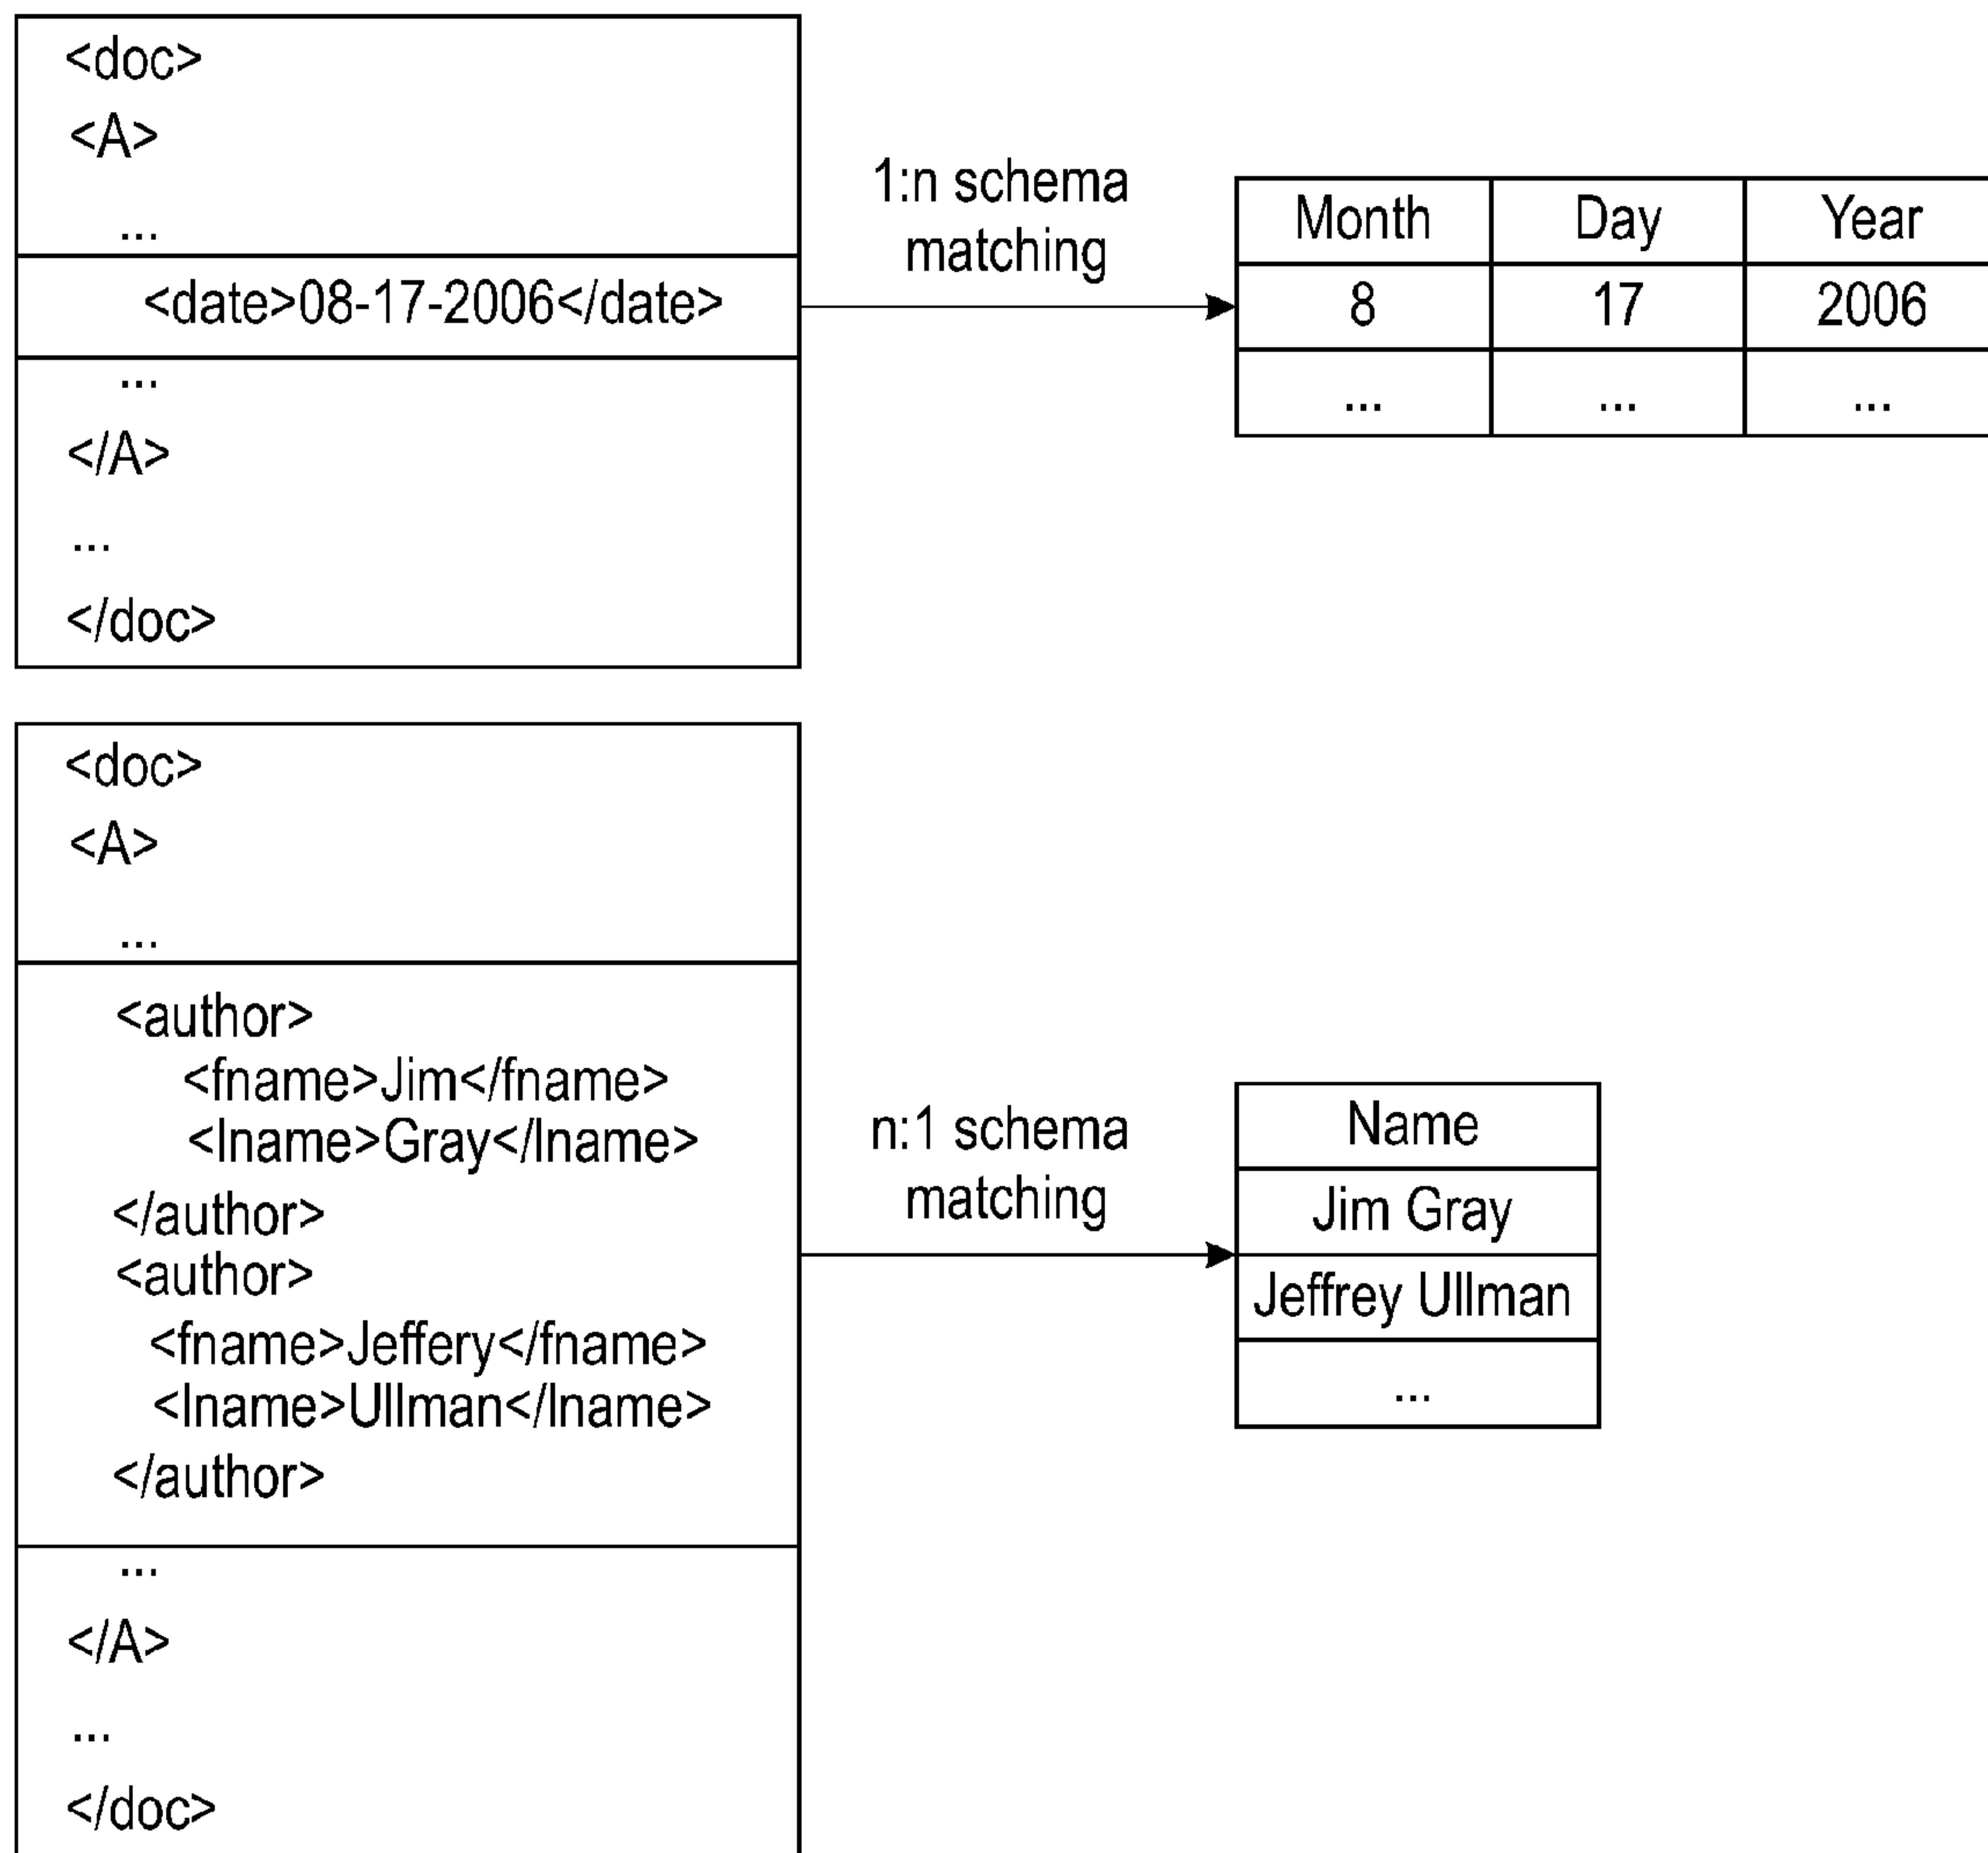 <doc>
<A>
...
<date>08-17-2006</date>
...
</A>
...
</doc>
1:n schema
matching
Month Day Year
8 17 2006
... ... ...
<doc>
<A>
...
<author>
<fname>Jim</fname>
<lname>Gray</lname>
</author>
<author>
<fname>Jeffery</fname>
<lname>Ullman</lname>
</author>
...
</A>
...
</doc>
n:1 schema
matching
Name
Jim Gray
Jeffrey Ullman
...